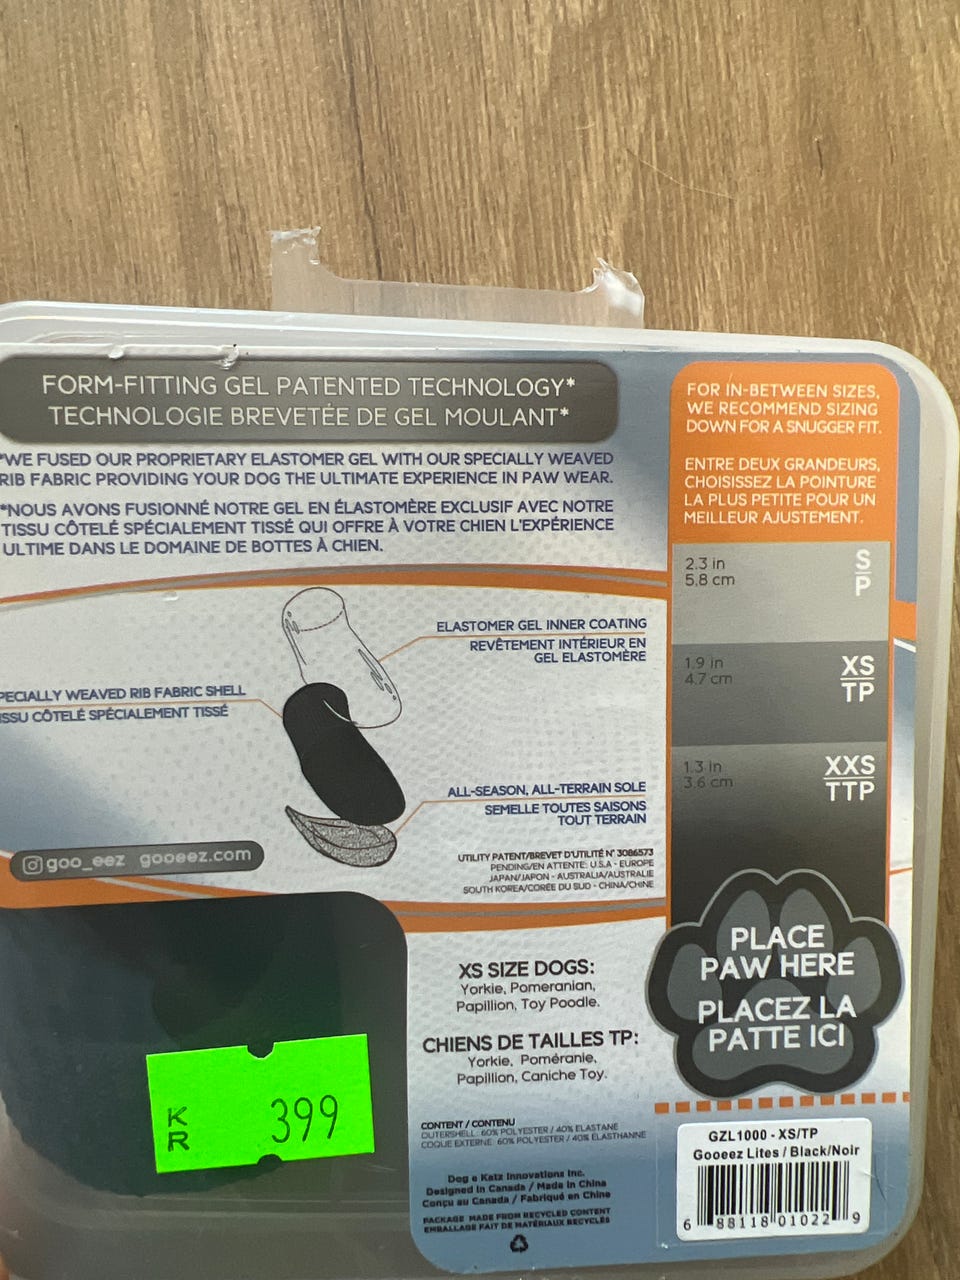 FORM-FITTING GEL PATENTED TECHNOLOGY*
TECHNOLOGIE BREVETÉE DE GEL MOULANT*
*WE FUSED OUR PROPRIETARY ELASTOMER GEL WITH OUR SPECIALLY WEAVED
RIB FABRIC PROVIDING YOUR DOG THE ULTIMATE EXPERIENCE IN PAW WEAR.
*NOUS AVONS FUSIONNÉ NOTRE GEL EN ÉLASTOMÈRE EXCLUSIF AVEC NOTRE
TISSU CÔTELÉ SPÉCIALEMENT TISSÉ QUI OFFRE À VOTRE CHIEN L'EXPÉRIENCE
ULTIME DANS LE DOMAINE DE BOTTES À CHIEN.
ELASTOMER GEL INNER COATING
REVÊTEMENT INTÉRIEUR EN
GEL ELASTOMÈRE
PECIALLY WEAVED RIB FABRIC SHELL
ISSU CÔTELÉ SPÉCIALEMENT TISSÉ
ALL-SEASON, ALL-TERRAIN SOLE
SEMELLE TOUTES SAISONS
TOUT TERRAIN
goo_eez gooeez.com
UTILITY PATENT/BREVET D'UTILITÉ N° 3086573
PENDING/EN ATTENTE: U.S.A - EUROPE
JAPAN/JAPON - AUSTRALIA/AUSTRALIE
SOUTH KOREA/CORÉE DU SUD - CHINA/CHINE
FOR IN-BETWEEN SIZES,
WE RECOMMEND SIZING
DOWN FOR A SNUGGER FIT.
ENTRE DEUX GRANDEURS,
CHOISISSEZ LA POINTURE
LA PLUS PETITE POUR UN
MEILLEUR AJUSTEMENT.
2.3 in
5.8 cm
S
P
1.9 in
4.7 cm
XS
TP
1.3 in
3.6 cm
XXS
TTP
PLACE
PAW HERE
PLACEZ LA
PATTE ICI
XS SIZE DOGS:
Yorkie, Pomeranian,
Papillion, Toy Poodle.
CHIENS DE TAILLES TP:
Yorkie, Poméranie,
Papillion, Caniche Toy.
CONTENT / CONTENU
OUTERSHELL: 60% POLYESTER / 40% ELASTANE
COQUE EXTERNE: 60% POLYESTER / 40% ELASTHANNE
Dog e Katz Innovations Inc.
Designed in Canada / Made in China
Conçu au Canada / Fabriqué en Chine
PACKAGE MADE FROM RECYCLED CONTENT
EMBALLAGE FAIT DE MATÉRIAUX RECYCLÉS
KR 399
GZL1000 - XS/TP
Gooeez Lites / Black/Noir
6 88118 01022 9